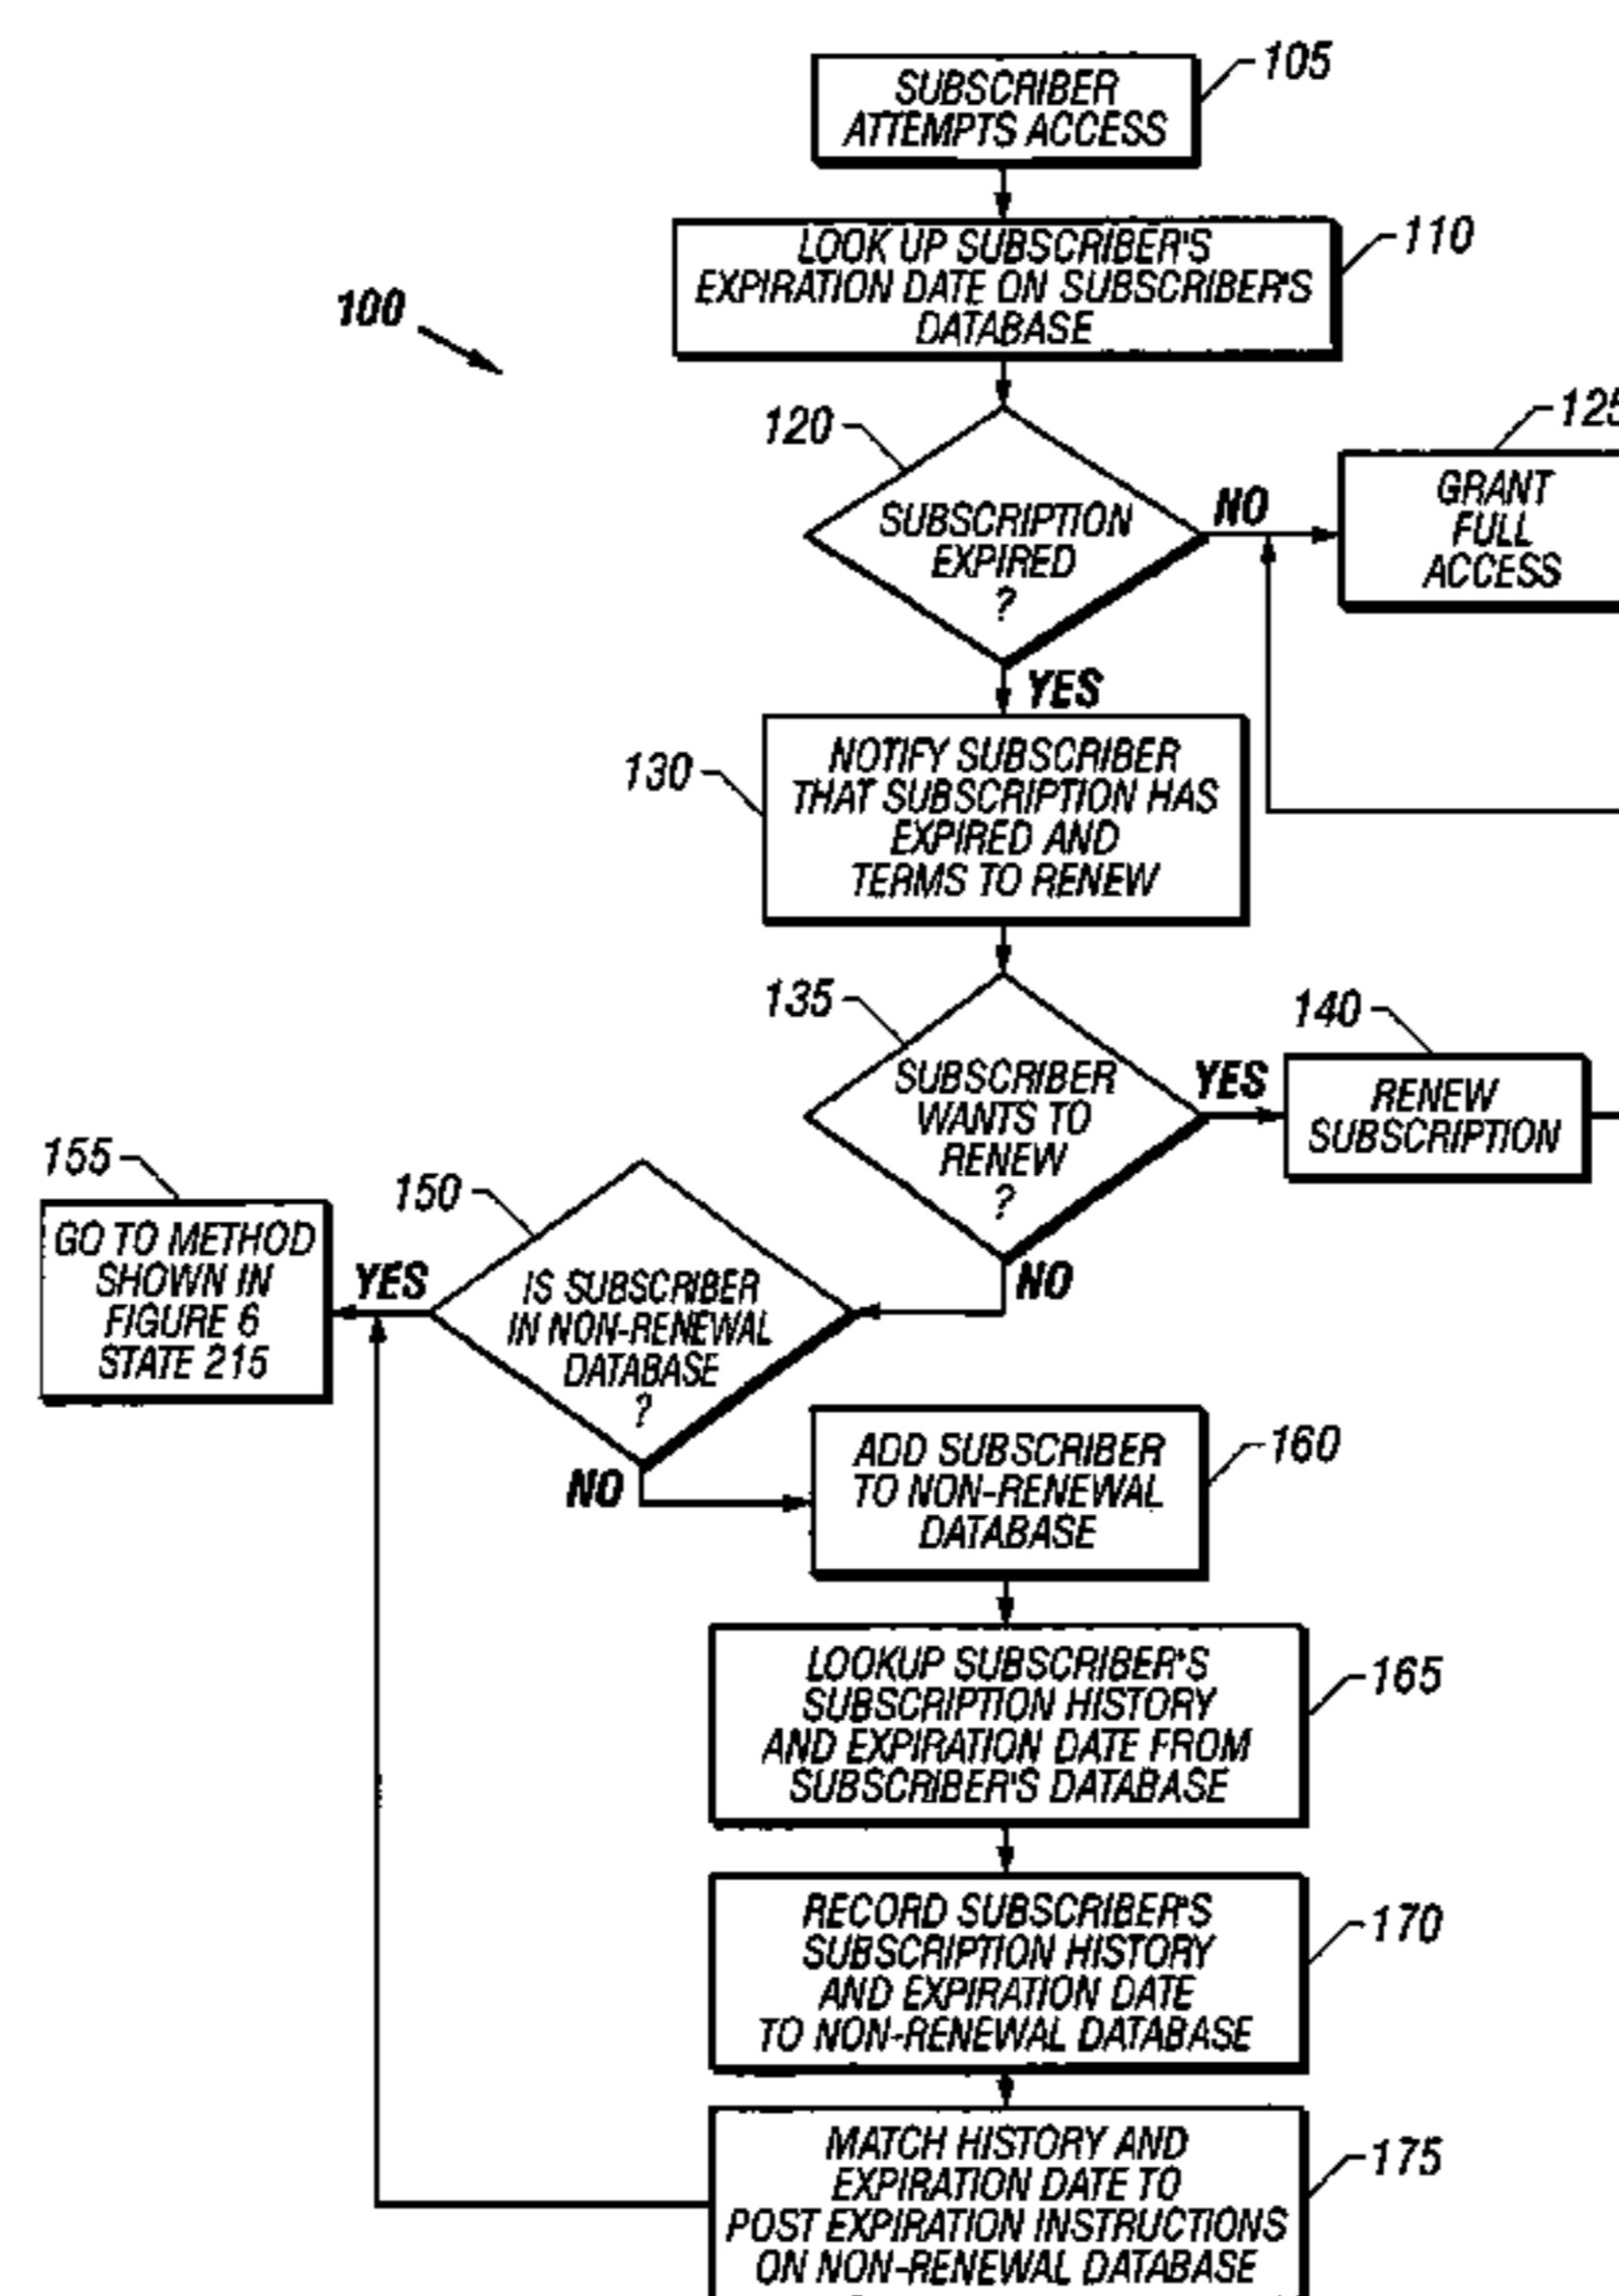 105
SUBSCRIBER
ATTEMPTS ACCESS
110
LOOK UP SUBSCRIBER'S
EXPIRATION DATE ON SUBSCRIBER'S
DATABASE
100
120
SUBSCRIPTION
EXPIRED
?
NO
125
GRANT
FULL
ACCESS
YES
130
NOTIFY SUBSCRIBER
THAT SUBSCRIPTION HAS
EXPIRED AND
TERMS TO RENEW
135
SUBSCRIBER
WANTS TO
RENEW
?
YES
140
RENEW
SUBSCRIPTION
NO
150
IS SUBSCRIBER
IN NON-RENEWAL
DATABASE
?
YES
155
GO TO METHOD
SHOWN IN
FIGURE 6
STATE 215
NO
160
ADD SUBSCRIBER
TO NON-RENEWAL
DATABASE
165
LOOKUP SUBSCRIBER'S
SUBSCRIPTION HISTORY
AND EXPIRATION DATE FROM
SUBSCRIBER'S DATABASE
170
RECORD SUBSCRIBER'S
SUBSCRIPTION HISTORY
AND EXPIRATION DATE
TO NON-RENEWAL DATABASE
175
MATCH HISTORY AND
EXPIRATION DATE TO
POST EXPIRATION INSTRUCTIONS
ON NON-RENEWAL DATABASE